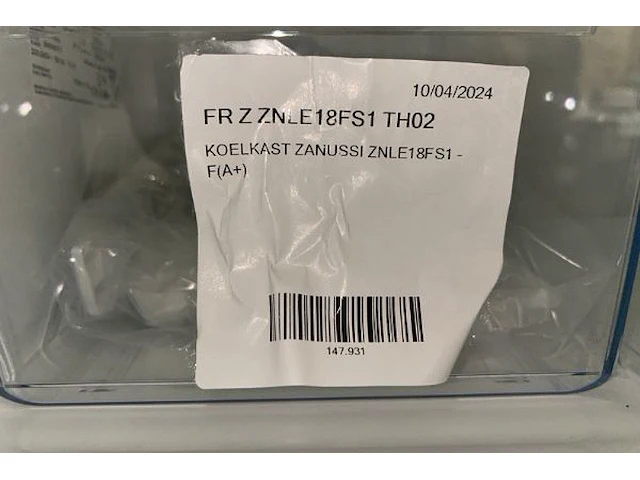 10/04/2024
FR Z ZNLE18FS1 TH02
KOELKAST ZANUSSI ZNLE18FS1 -
F(A+)
147.931